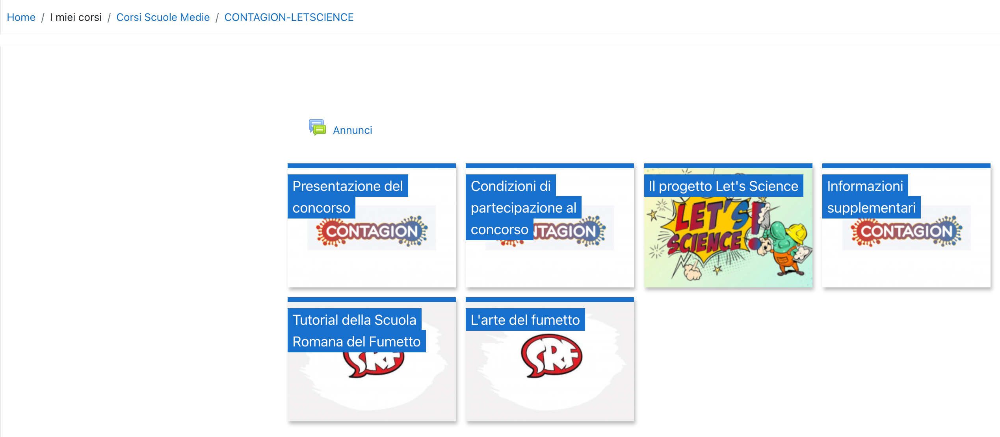 Home / I miei corsi / Corsi Scuole Medie / CONTAGION-LETSCIENCE
Annunci
Presentazione del
concorso
CONTAGION
Condizioni di
partecipazione al
concorso
NTAGION
Il progetto Let's Science
LET'S
SCIENCE!
Informazioni
supplementari
CONTAGION
Tutorial della Scuola
Romana del Fumetto
SRF
L'arte del fumetto
SRF